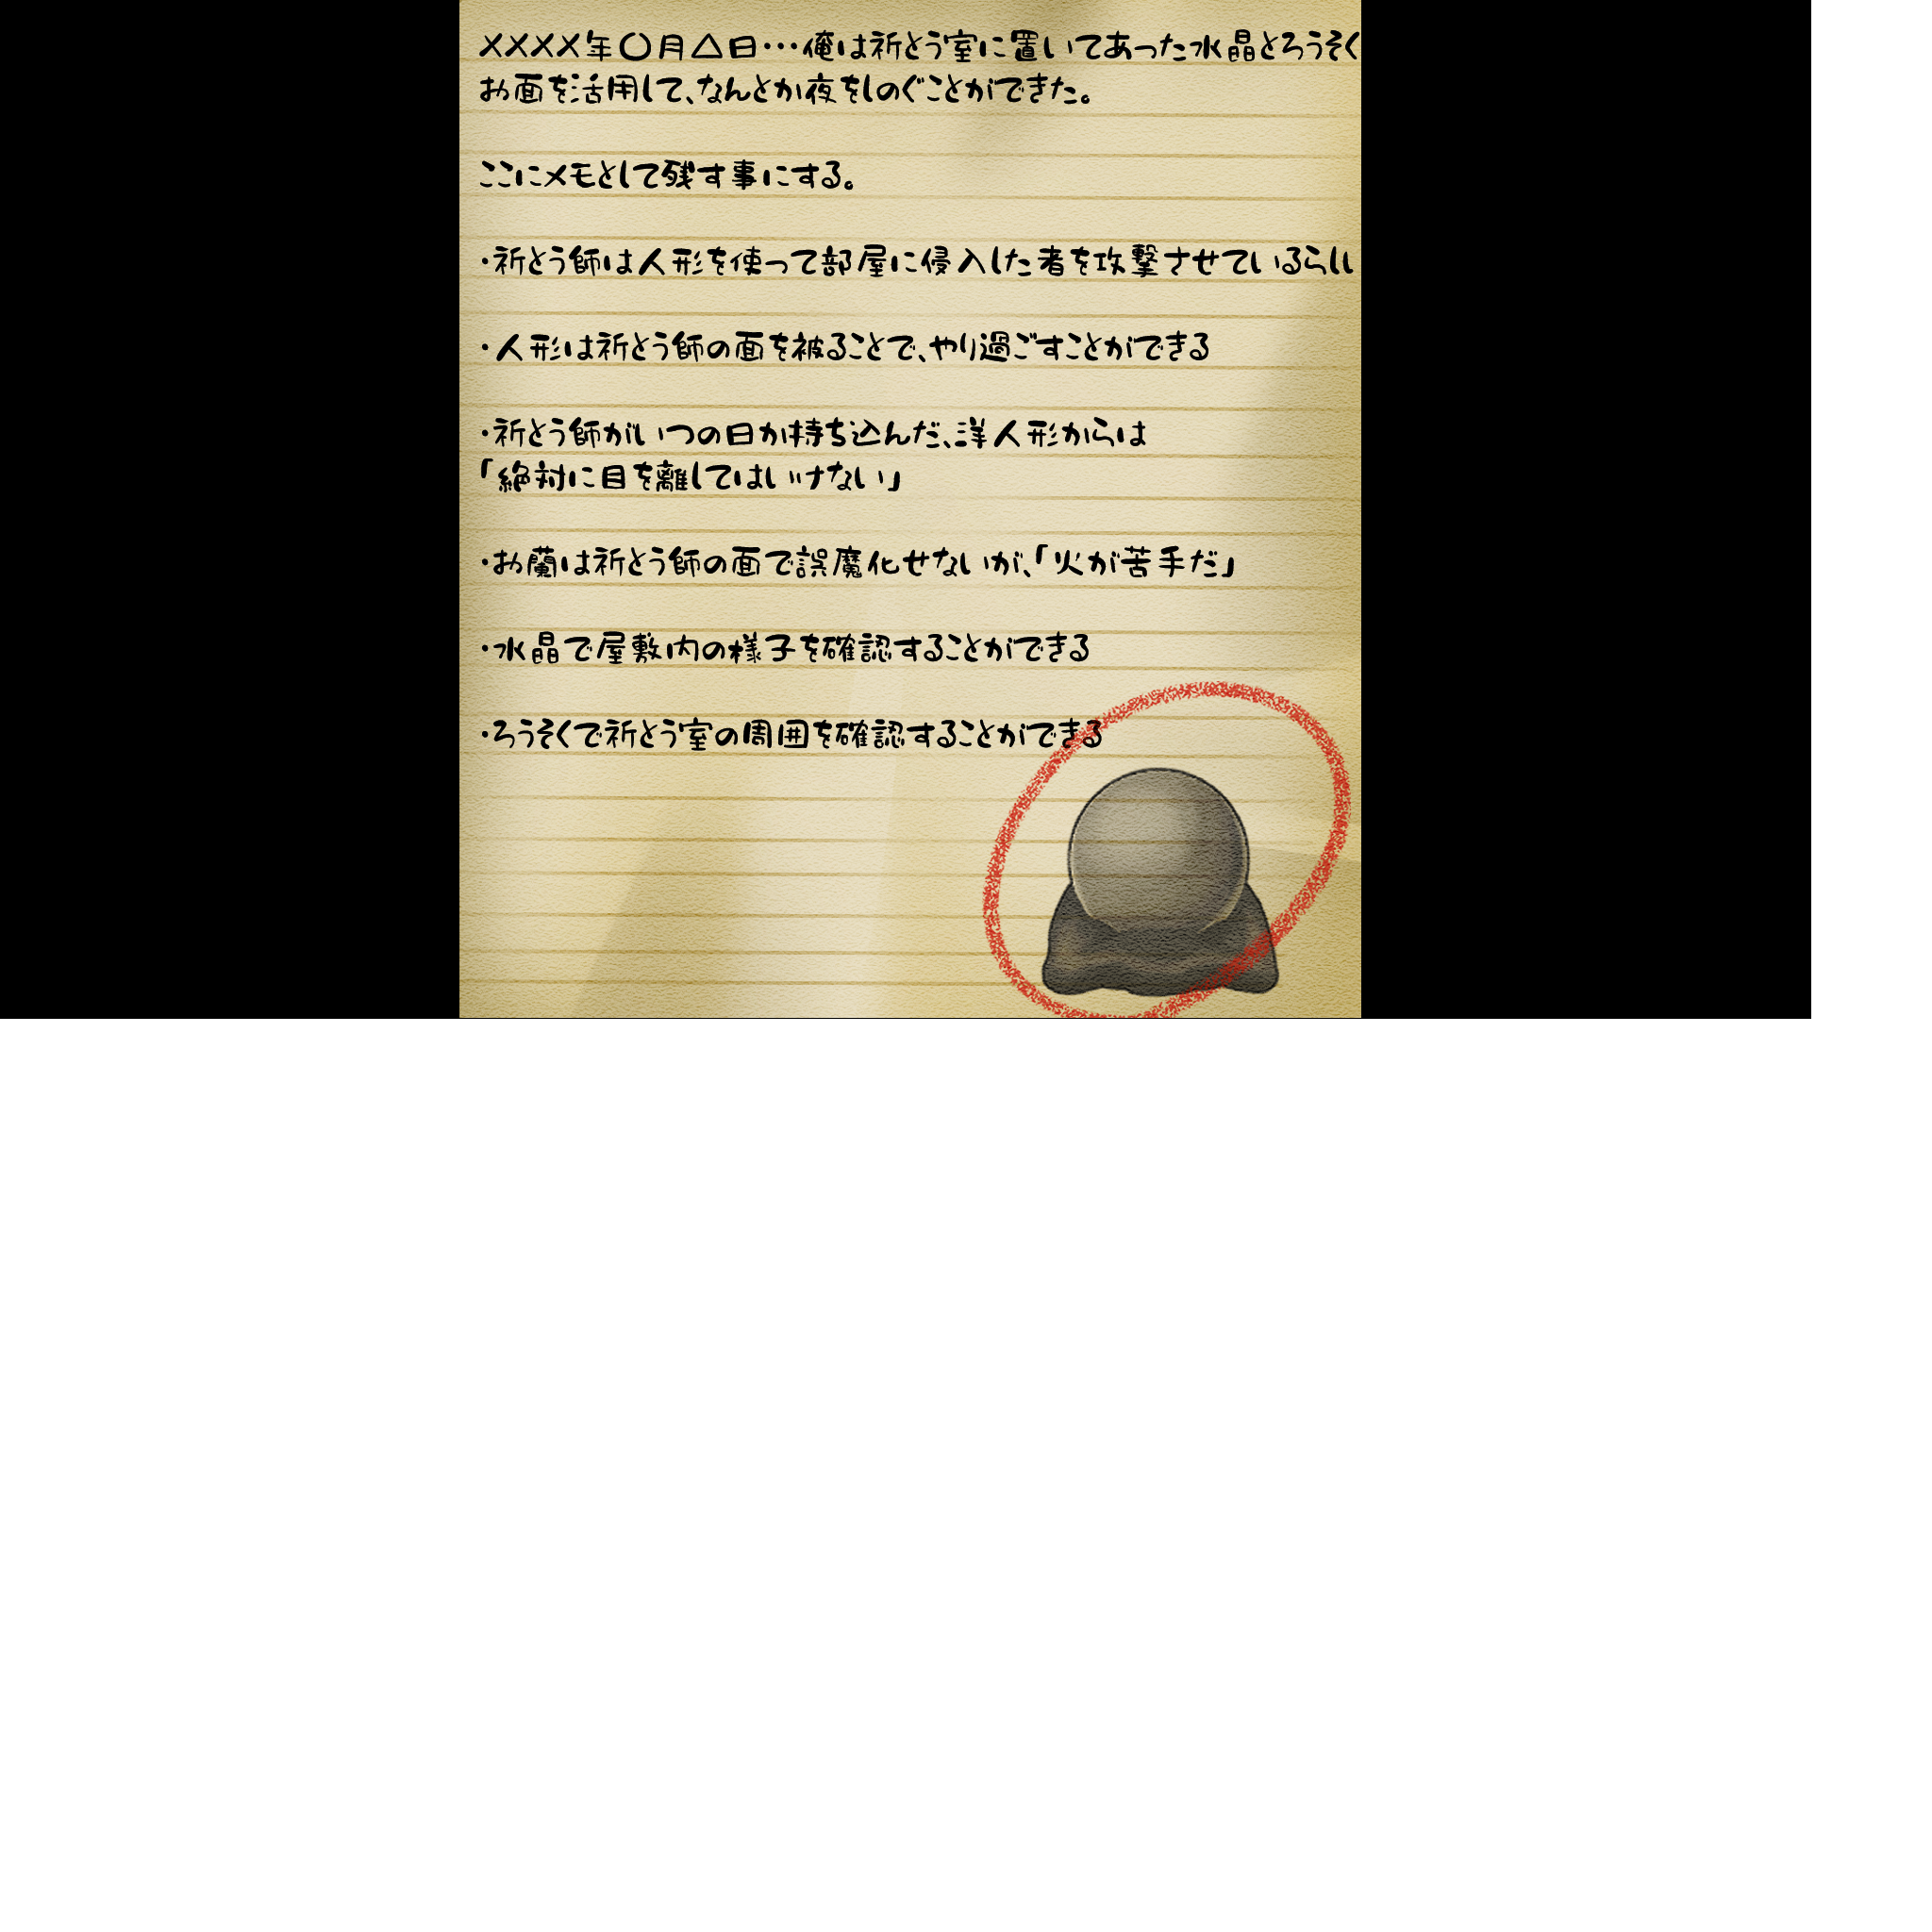 ××××年〇月△日・・・俺は祈とう室に置いてあった水晶とろうそく
お面を活用して、なんとか夜をしのぐことができた。
ここにメモとして残す事にする。
・祈とう師は人形を使って部屋に侵入した者を攻撃させているらしい
・人形は祈とう師の面を被ることで、やり過ごすことができる
・祈とう師がいつの日か持ち込んだ、洋人形からは
「絶対に目を離してはいけない」
・お蘭は祈とう師の面で誤魔化せないが、「火が苦手だ」
・水晶で屋敷内の様子を確認することができる
・ろうそくで祈とう室の周囲を確認することができる